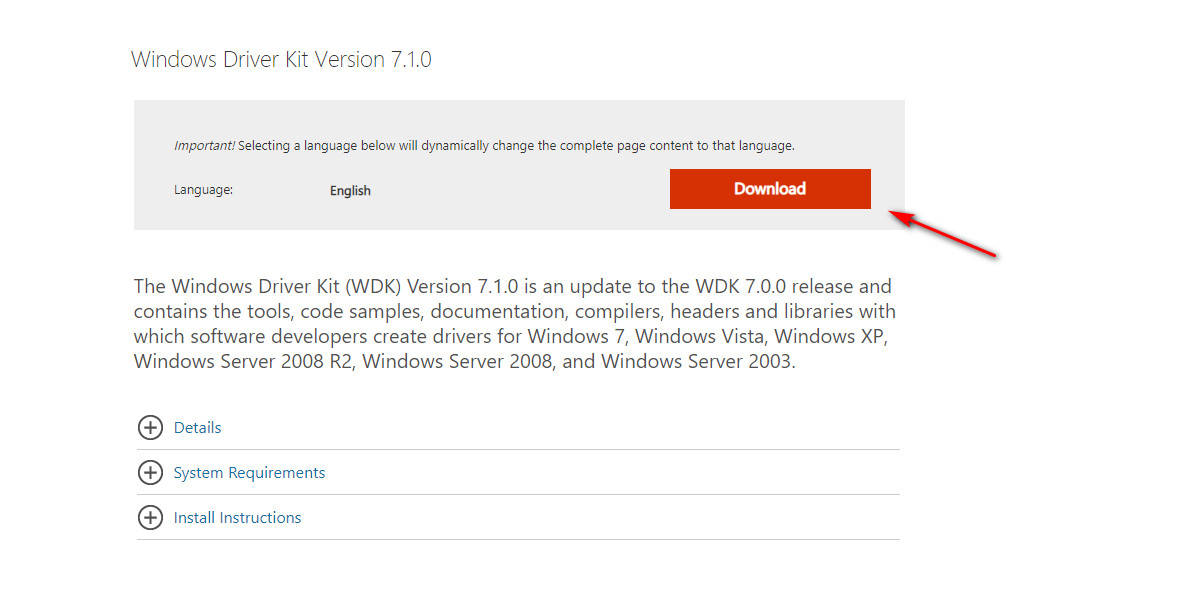 Windows Driver Kit Version 7.1.0
Important! Selecting a language below will dynamically change the complete page content to that language.
Language: English Download
The Windows Driver Kit (WDK) Version 7.1.0 is an update to the WDK 7.0.0 release and
contains the tools, code samples, documentation, compilers, headers and libraries with
which software developers create drivers for Windows 7, Windows Vista, Windows XP,
Windows Server 2008 R2, Windows Server 2008, and Windows Server 2003.
Details
System Requirements
Install Instructions